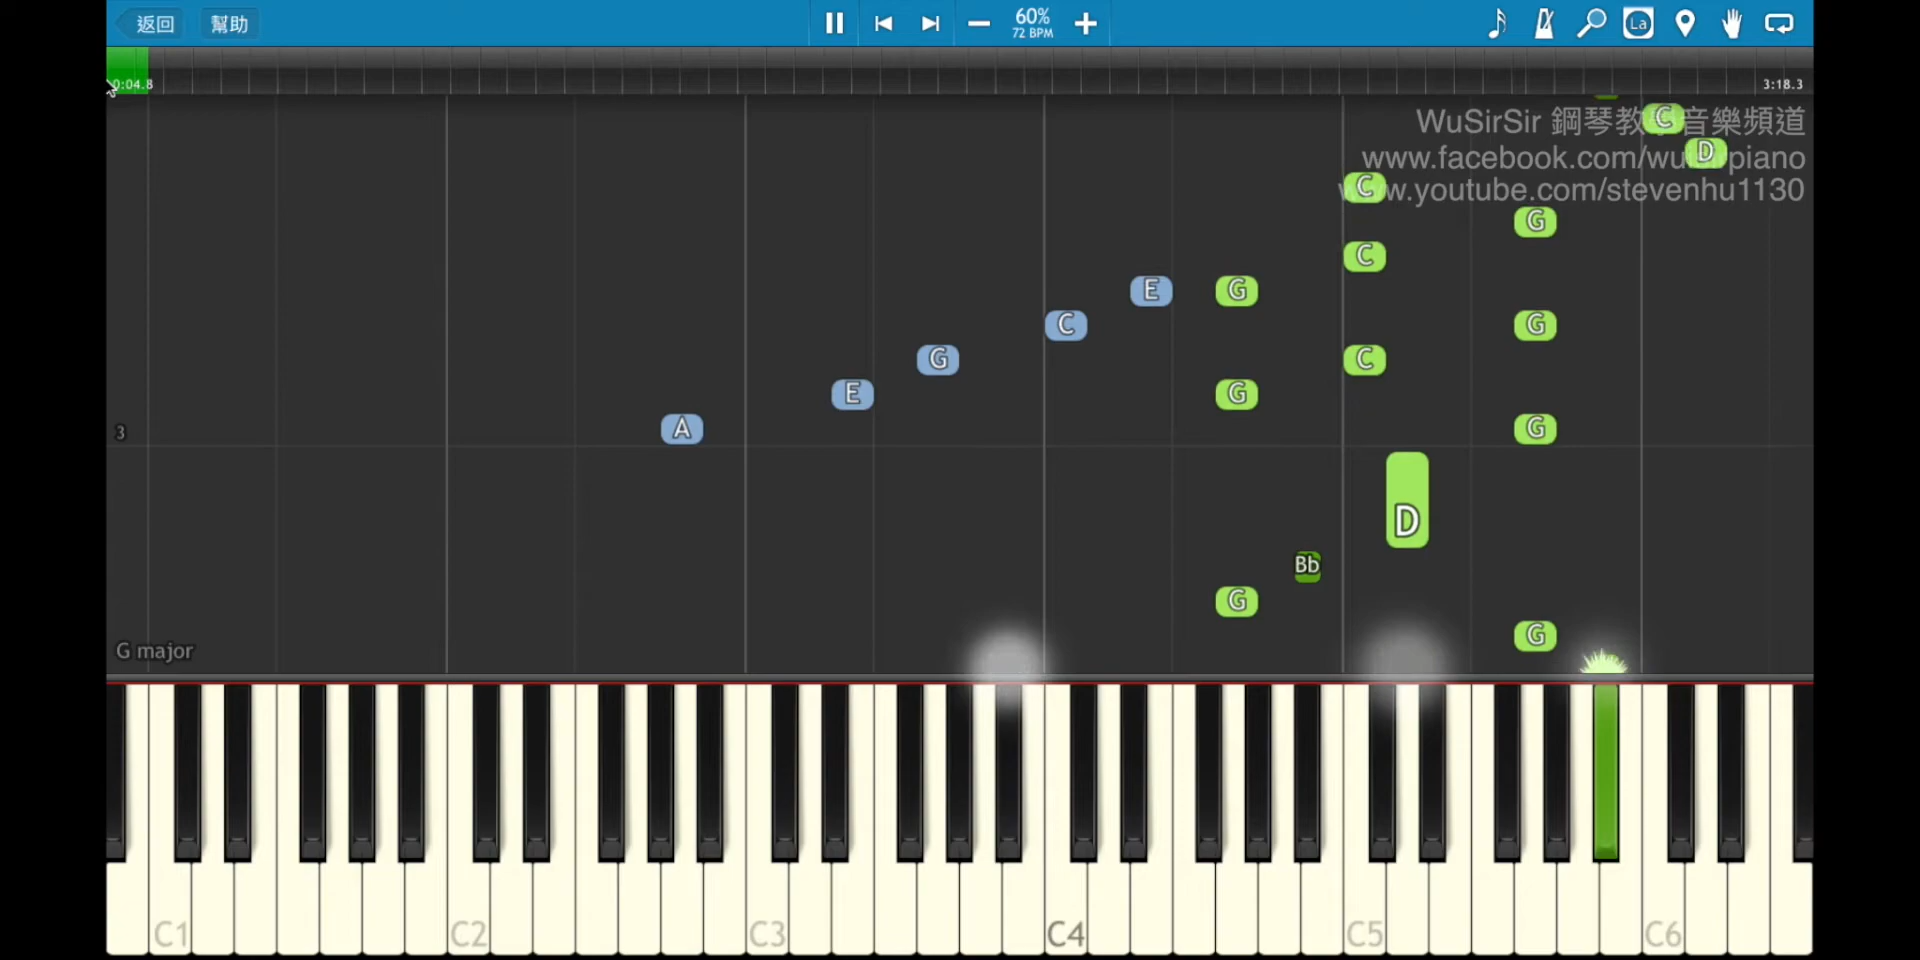 返回 幫助 60% La
72 BPM
0:04.8 3:18.3
WuSirSir 鋼琴教 音樂頻道
C
www.facebook.com/wu piano
D
www.youtube.com/stevenhu1130
C
G
C
E G
C G
G C
E G
3
A G
D
Bb
G
G
G major
C1 C2 C3 C4 C5 C6